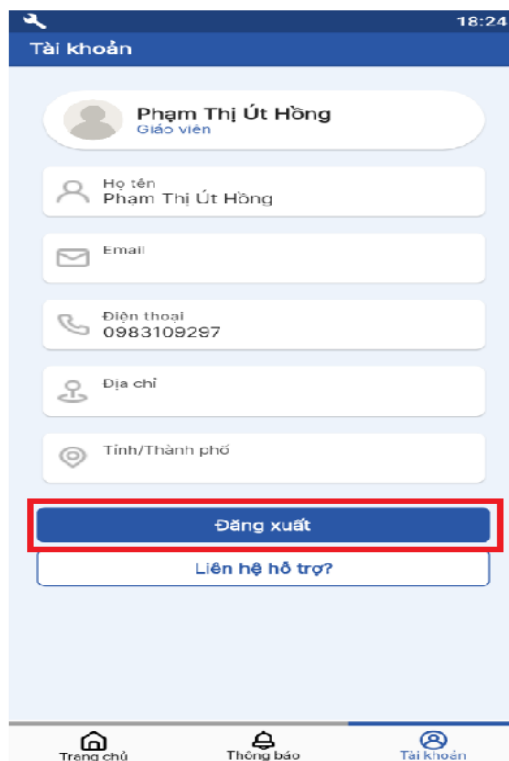 18:24
Tài khoản
Phạm Thị Út Hồng
Giáo viên
Họ tên
Phạm Thị Út Hồng
Email
Điện thoại
0983109297
Địa chỉ
Tỉnh/Thành phố
Đăng xuất
Liên hệ hỗ trợ?
Trang chủ
Thông báo
Tài khoản